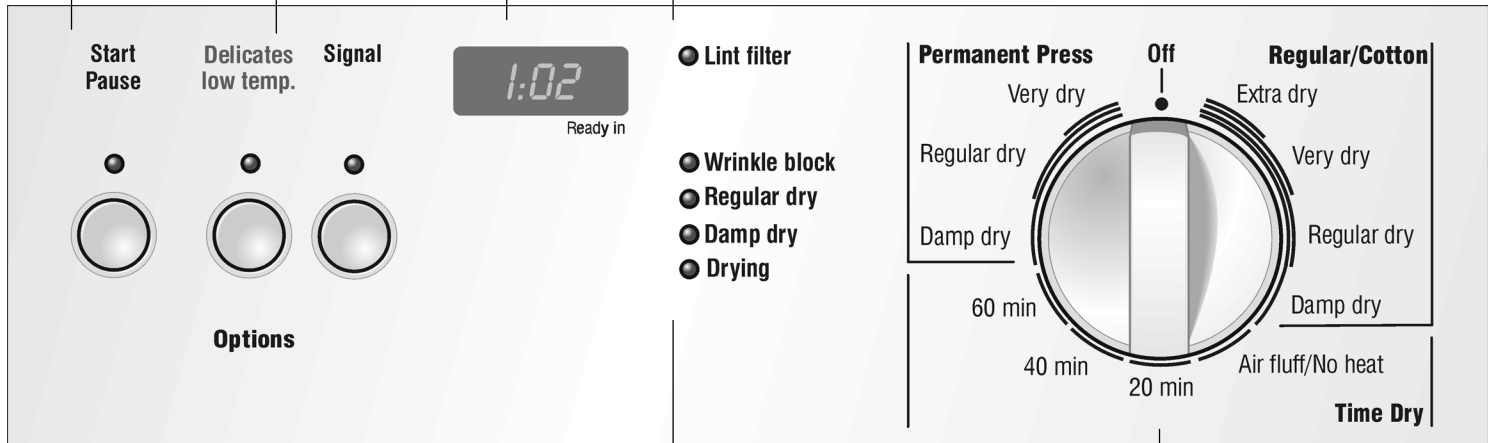 Start
Pause
Delicates
low temp.
Signal
1:02
Ready in
Options
Lint filter
Wrinkle block
Regular dry
Damp dry
Drying
Permanent Press
Off
Regular/Cotton
Very dry
Extra dry
Regular dry
Very dry
Damp dry
Regular dry
60 min
Damp dry
40 min
20 min
Air fluff/No heat
Time Dry